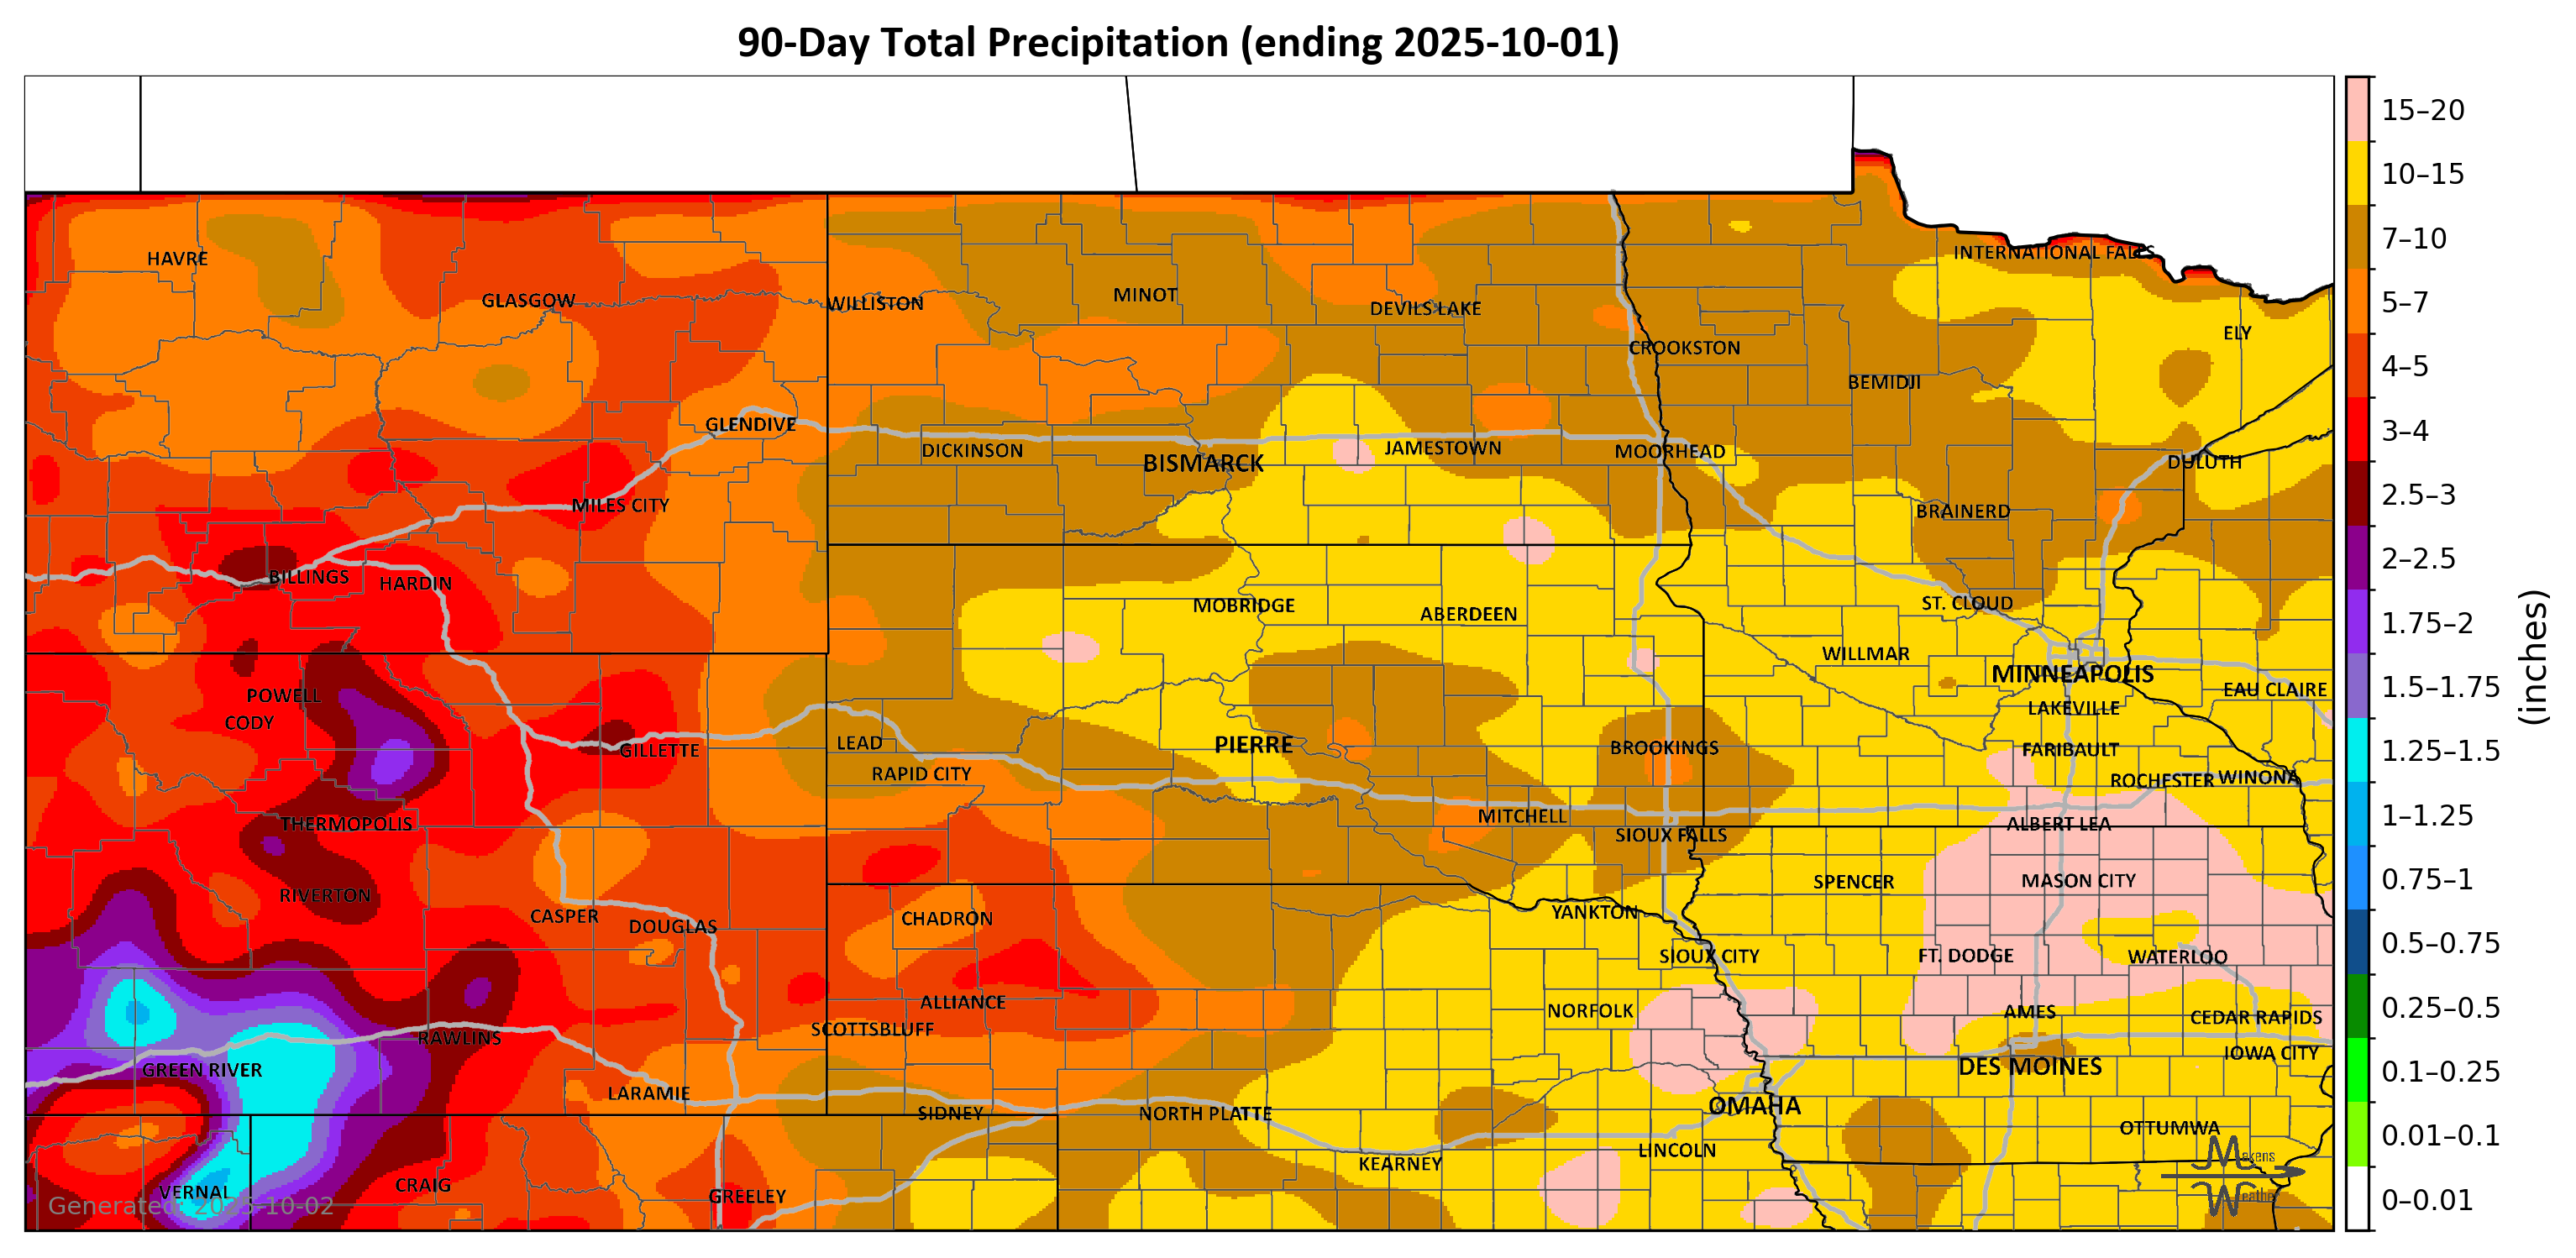 90-Day Total Precipitation (ending 2025-10-01)
15–20
10–15
7–10
5–7
4–5
3–4
2.5–3
2–2.5
1.75–2
1.5–1.75
1.25–1.5
1–1.25
0.75–1
0.5–0.75
0.25–0.5
0.1–0.25
0.01–0.1
0–0.01
(inches)
INTERNATIONAL FALLS
HAVRE
MINOT
GLASGOW
WILLISTON
DEVILS LAKE
ELY
CROOKSTON
BEMIDJI
GLENDIVE
DICKINSON
JAMESTOWN
MOORHEAD
BISMARCK
DULUTH
MILES CITY
BRAINERD
BILLINGS
HARDIN
ST. CLOUD
MOBRIDGE
ABERDEEN
WILLMAR
MINNEAPOLIS
POWELL
EAU CLAIRE
CODY
LAKEVILLE
LEAD
PIERRE
BROOKINGS
FARIBAULT
GILLETTE
RAPID CITY
ROCHESTER
WINONA
THERMOPOLIS
MITCHELL
ALBERT LEA
SIOUX FALLS
RIVERTON
SPENCER
MASON CITY
CASPER
CHADRON
YANKTON
DOUGLAS
SIOUX CITY
FT. DODGE
WATERLOO
ALLIANCE
NORFOLK
AMES
CEDAR RAPIDS
SCOTTSBLUFF
RAWLINS
IOWA CITY
GREEN RIVER
DES MOINES
LARAMIE
OMAHA
SIDNEY
NORTH PLATTE
OTTUMWA
LINCOLN
KEARNEY
VERNAL
CRAIG
GREELEY
Makens
Weather
Generated: 2025-10-02